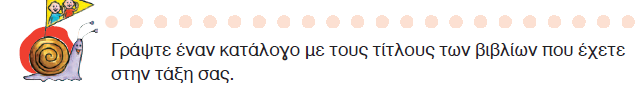 Γράψτε έναν κατάλογο με τους τίτλους των βιβλίων που έχετε
στην τάξη σας.